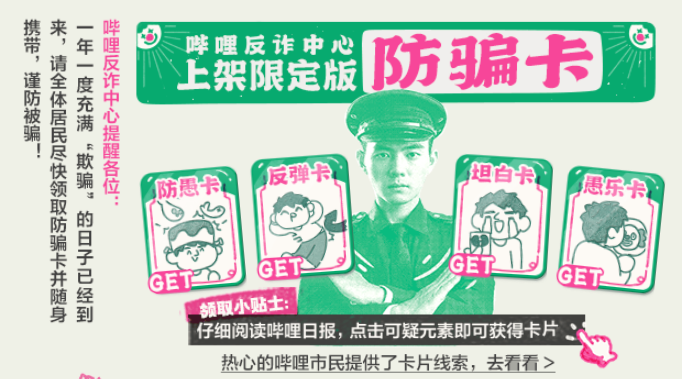 哔哩反诈中心提醒各位：
一年一度充满“欺骗”的日子已经到
来，请全体居民尽快领取防骗卡并随身
携带，谨防被骗！
哔哩反诈中心
上架限定版
防骗卡
防愚卡
GET
反弹卡
GET
坦白卡
GET
愚乐卡
GET
领取小贴士:
仔细阅读哔哩日报，点击可疑元素即可获得卡片
热心的哔哩市民提供了卡片线索，去看看 >